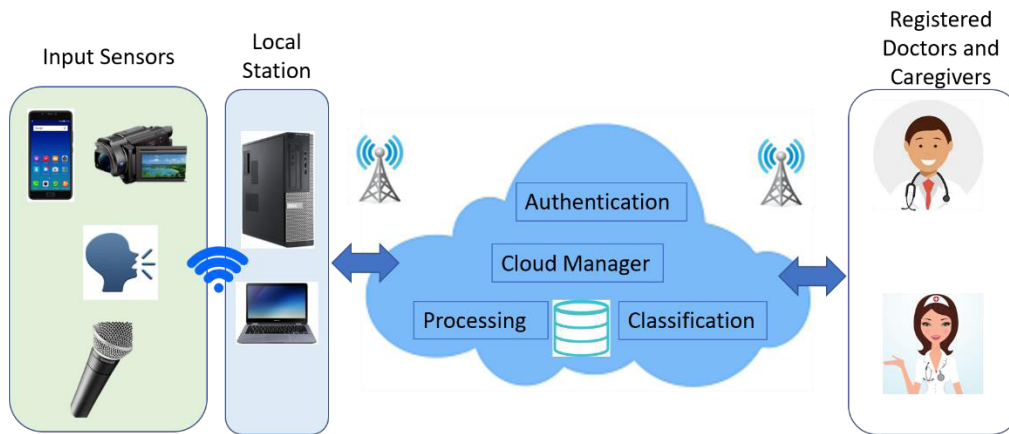 Input Sensors
Local
Station
Registered
Doctors and
Caregivers
Authentication
Cloud Manager
Processing
Classification